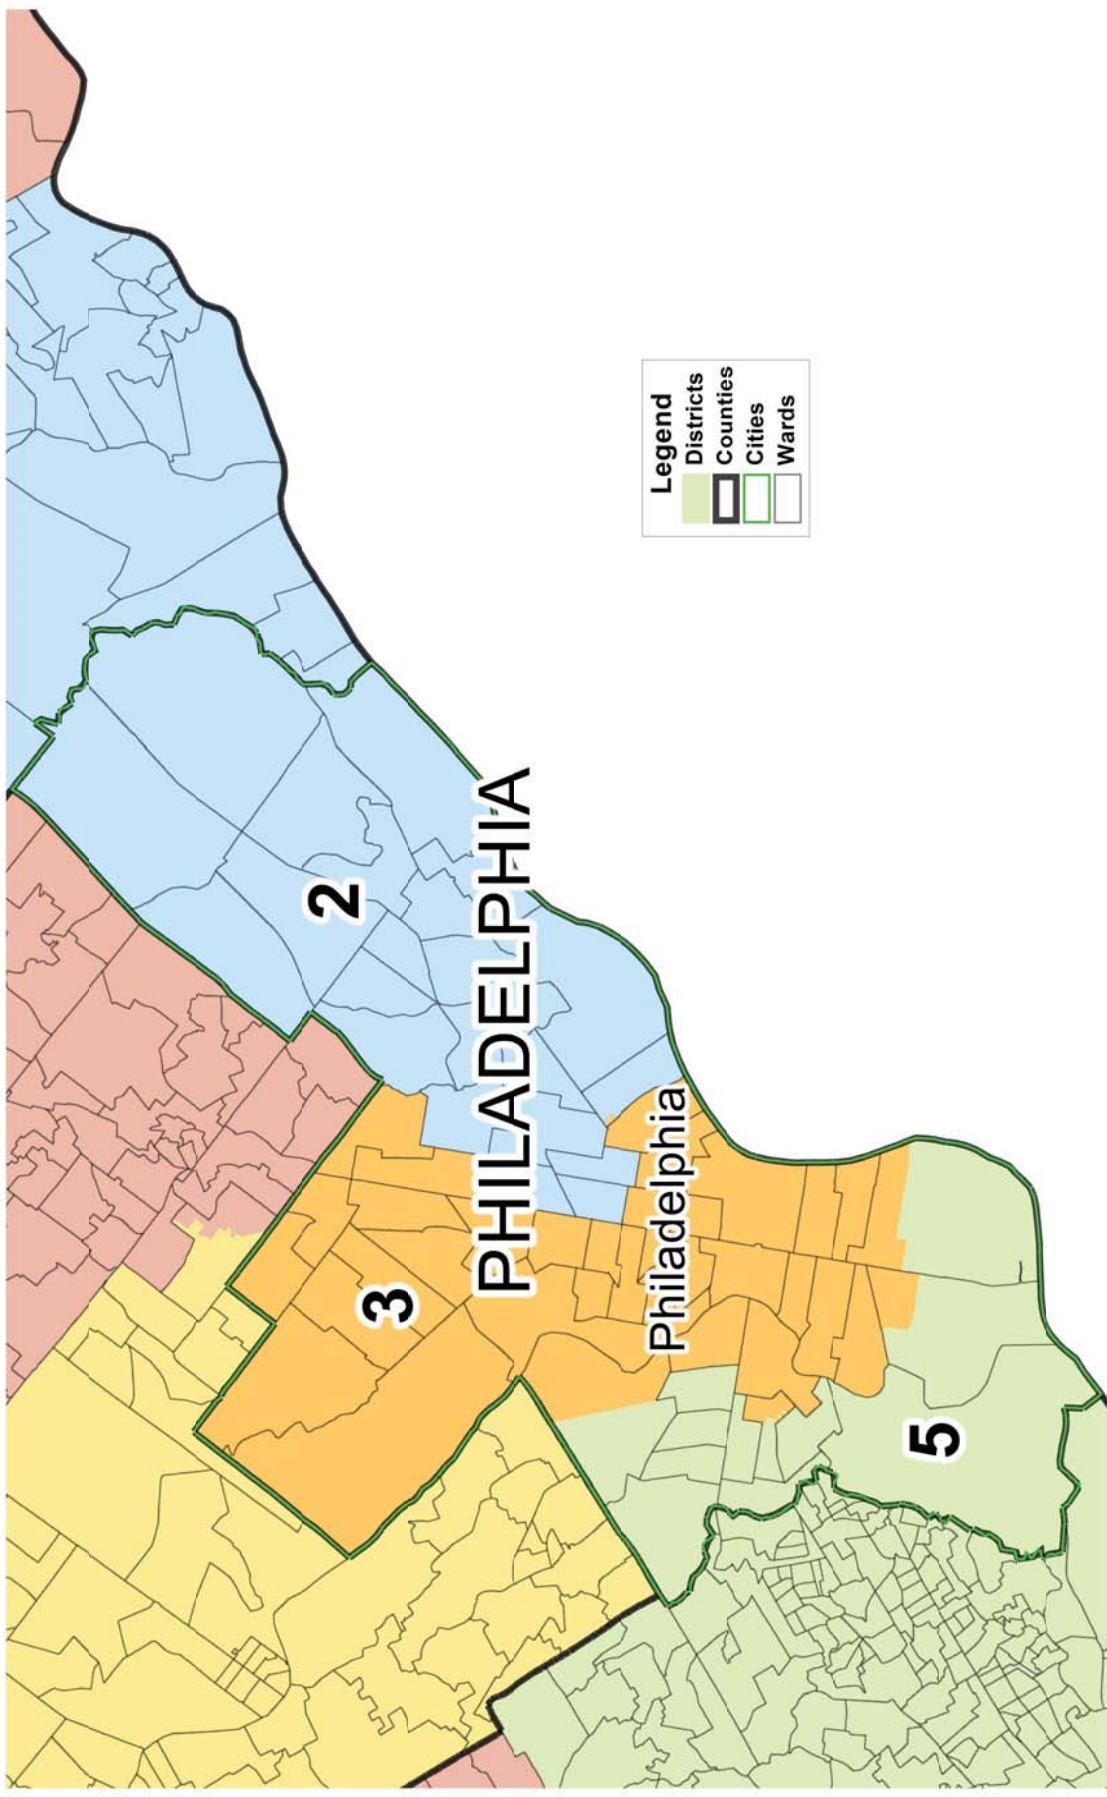 2
PHILADELPHIA
3
Philadelphia
5
Legend
Districts
Counties
Cities
Wards